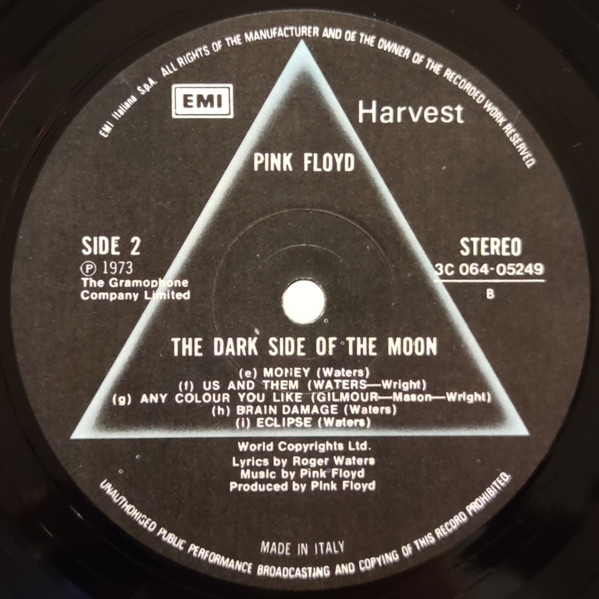 EMI Italiana S.p.A. ALL RIGHTS OF THE MANUFACTURER AND OF THE OWNER OF THE RECORDED WORK RESERVED.
EMI
Harvest
PINK FLOYD
SIDE 2
Ⓟ 1973
The Gramophone
Company Limited
STEREO
3C 064-05249
B
THE DARK SIDE OF THE MOON
(e) MONEY (Waters)
(f) US AND THEM (WATERS—Wright)
(g) ANY COLOUR YOU LIKE (GILMOUR—Mason—Wright)
(h) BRAIN DAMAGE (Waters)
(i) ECLIPSE (Waters)
World Copyrights Ltd.
Lyrics by Roger Waters
Music by Pink Floyd
Produced by Pink Floyd
MADE IN ITALY
UNAUTHORISED PUBLIC PERFORMANCE BROADCASTING AND COPYING OF THIS RECORD PROHIBITED.